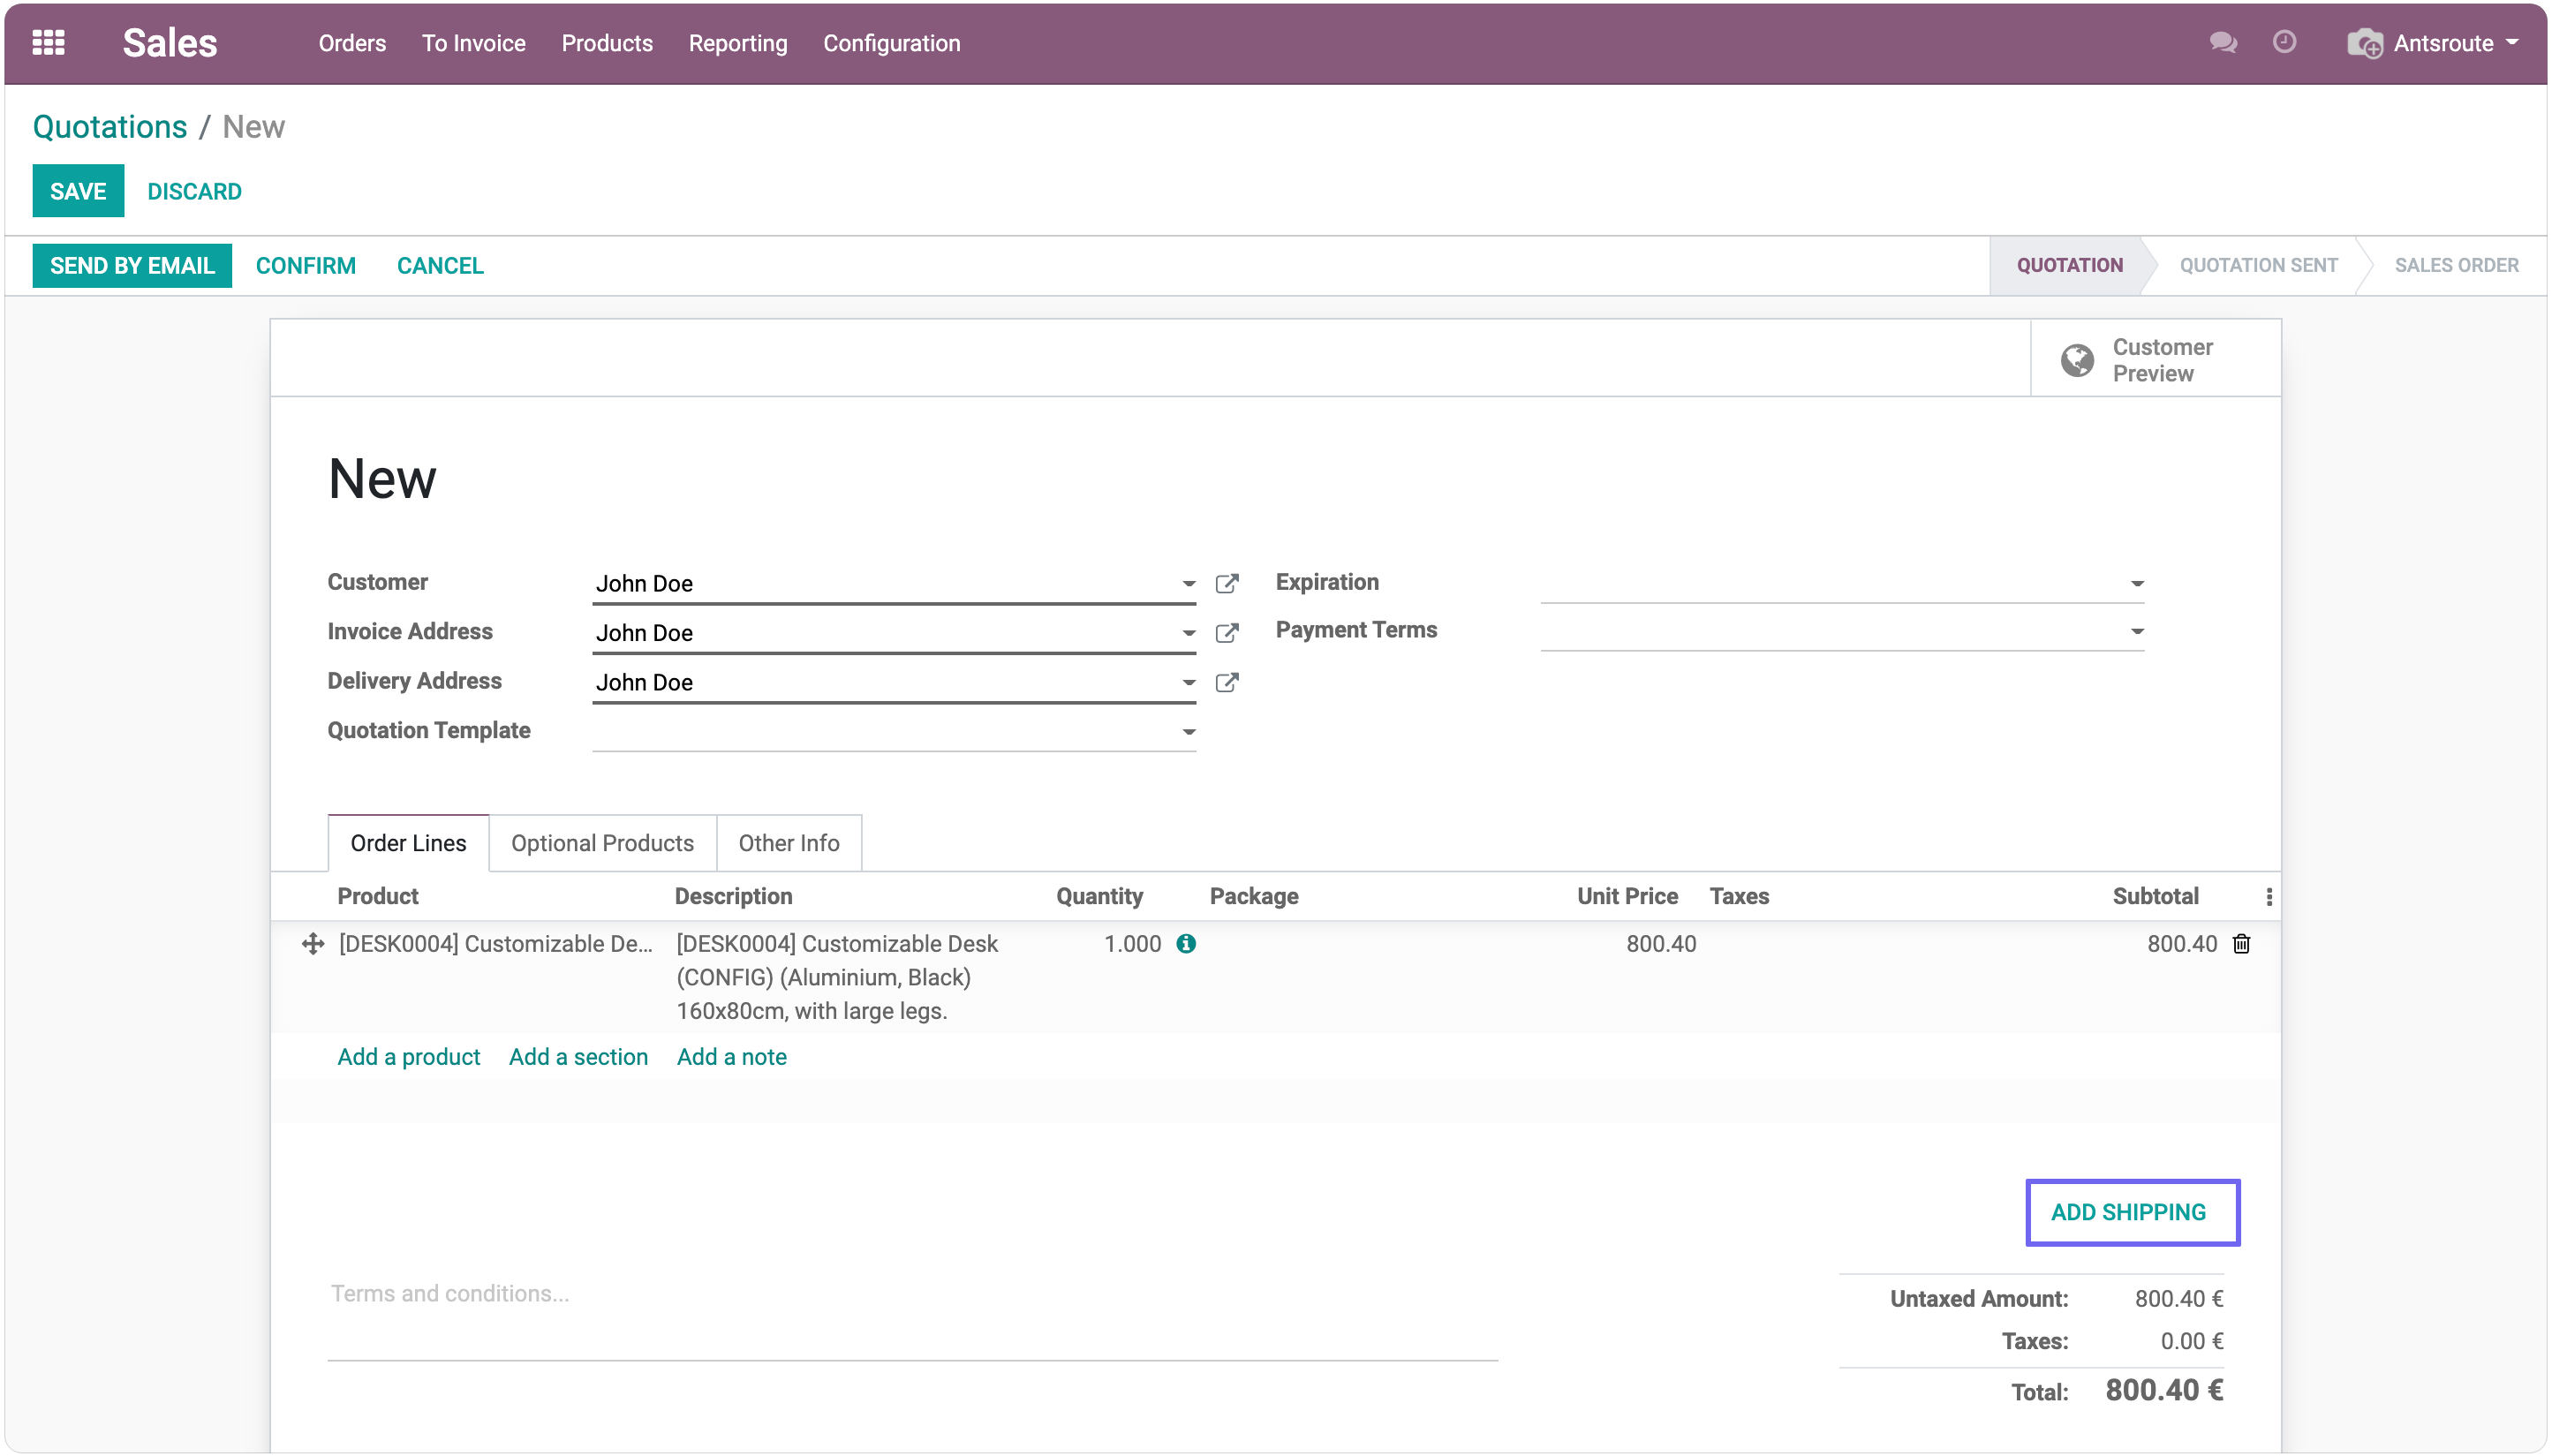 Sales Orders To Invoice Products Reporting Configuration Antsroute
Quotations / New
SAVE DISCARD
SEND BY EMAIL CONFIRM CANCEL QUOTATION QUOTATION SENT SALES ORDER
Customer
Preview
New
Customer John Doe Expiration
Invoice Address John Doe Payment Terms
Delivery Address John Doe
Quotation Template
Order Lines Optional Products Other Info
Product Description Quantity Package Unit Price Taxes Subtotal
[DESK0004] Customizable De... [DESK0004] Customizable Desk 1.000 800.40 800.40
(CONFIG) (Aluminium, Black)
160x80cm, with large legs.
Add a product Add a section Add a note
ADD SHIPPING
Terms and conditions...
Untaxed Amount: 800.40 €
Taxes: 0.00 €
Total: 800.40 €